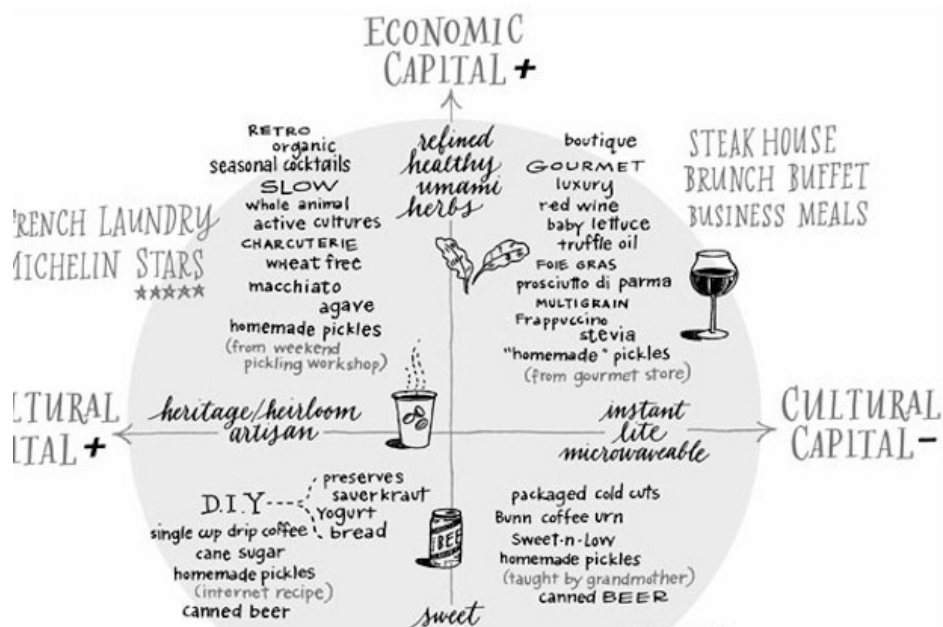 ECONOMIC
CAPITAL +
RETRO
organic
seasonal cocktails
SLOW
whole animal
active cultures
CHARCUTERIE
wheat free
macchiato
agave
homemade pickles
(from weekend
pickling workshop)
refined
healthy
umami
herbs
boutique
GOURMET
luxury
red wine
baby lettuce
truffle oil
FOIE GRAS
prosciutto di parma
MULTIGRAIN
Frappuccino
stevia
"homemade" pickles
(from gourmet store)
STEAK HOUSE
BRUNCH BUFFET
BUSINESS MEALS
FRENCH LAUNDRY
MICHELIN STARS
LTURAL
ITAL +
heritage/heirloom
artisan
instant
lite
microwaveable
CULTURAL
CAPITAL -
D.I.Y
preserves
sauerkraut
Yogurt
bread
single cup drip coffee
cane sugar
homemade pickles
(internet recipe)
canned beer
BEE
sweet
packaged cold cuts
Bunn coffee urn
Sweet-n-Low
homemade pickles
(taught by grandmother)
canned BEER